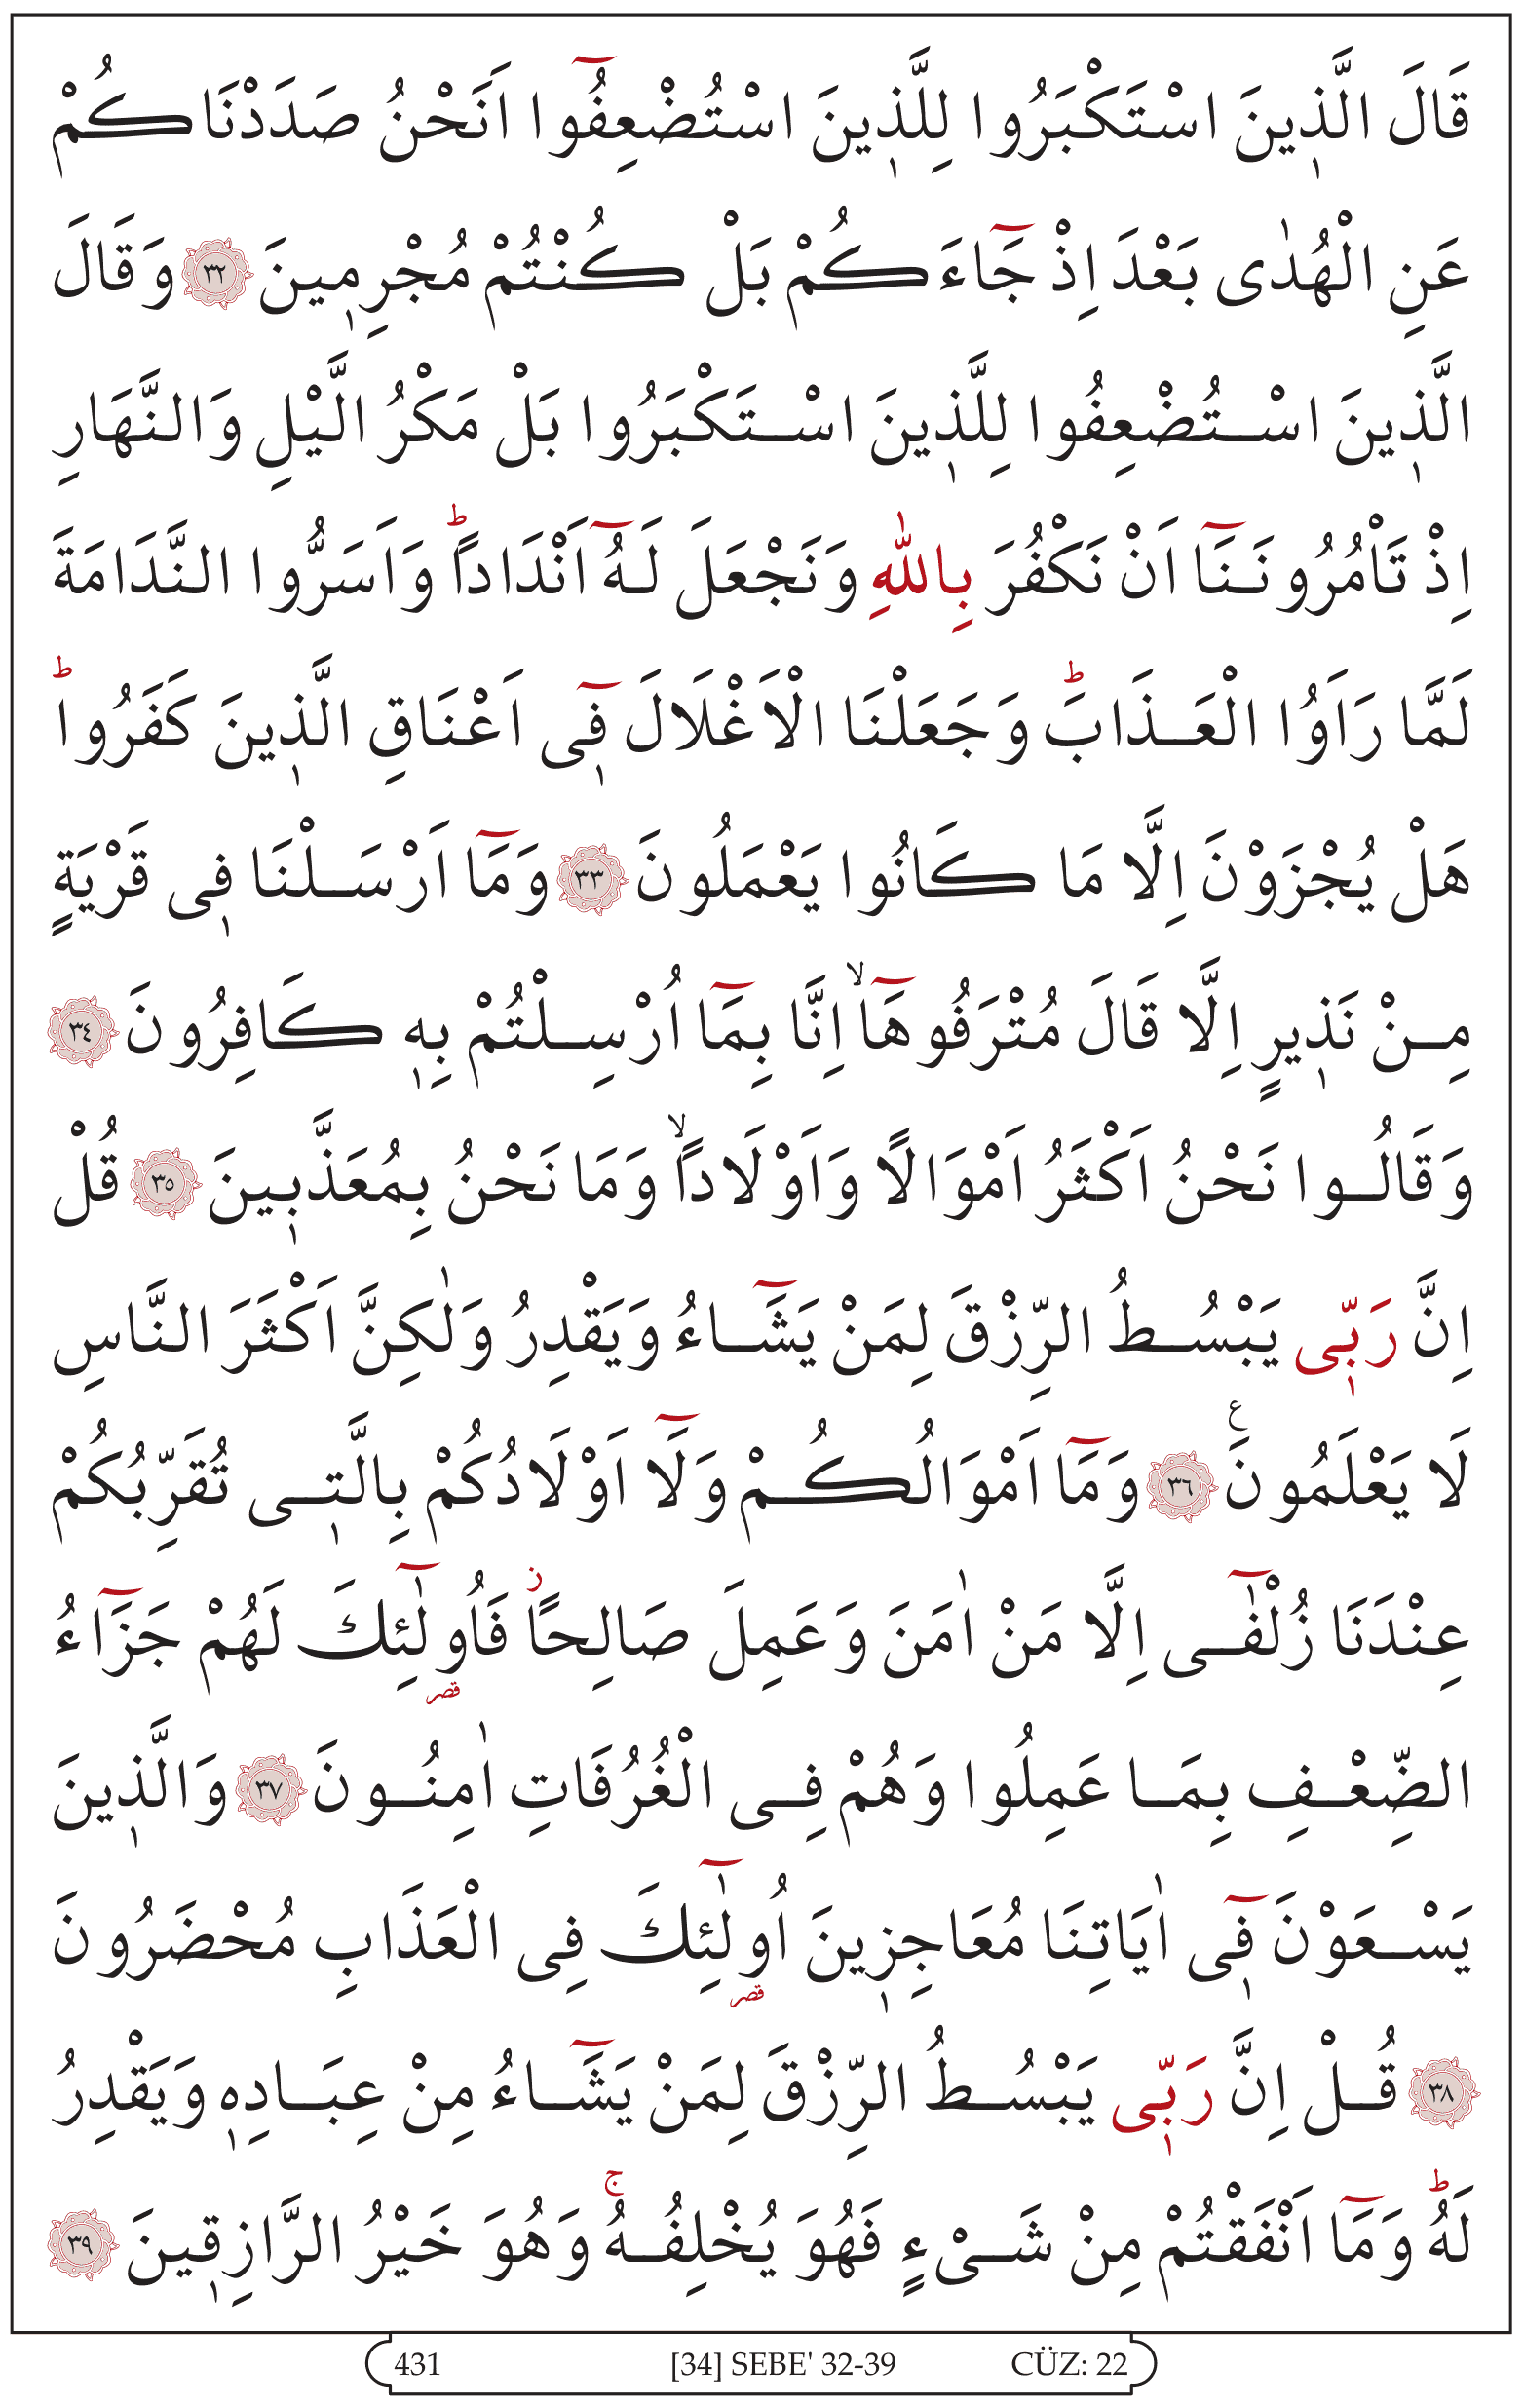 قَالَ الَّذ۪ينَ اسْتَكْبَرُوا لِلَّذ۪ينَ اسْتُضْعِفُٓوا اَنَحْنُ صَدَدْنَاكُمْ
عَنِ الْهُدٰى بَعْدَ اِذْ جَٓاءَكُمْ بَلْ كُنْتُمْ مُجْرِم۪ينَ ﴿٣٢﴾ وَقَالَ
الَّذ۪ينَ اسْتُضْعِفُوا لِلَّذ۪ينَ اسْتَكْبَرُوا بَلْ مَكْرُ الَّيْلِ وَالنَّهَارِ
اِذْ تَأْمُرُونَنَٓا اَنْ نَكْفُرَ بِاللّٰهِ وَنَجْعَلَ لَهُٓ اَنْدَادًاۜ وَاَسَرُّوا النَّدَامَةَ
لَمَّا رَاَوُا الْعَذَابَۜ وَجَعَلْنَا الْاَغْلَالَ ف۪ٓى اَعْنَاقِ الَّذ۪ينَ كَفَرُواۜ
هَلْ يُجْزَوْنَ اِلَّا مَا كَانُوا يَعْمَلُونَ ﴿٣٣﴾ وَمَٓا اَرْسَلْنَا ف۪ى قَرْيَةٍ
مِنْ نَذ۪يرٍ اِلَّا قَالَ مُتْرَفُوهَٓاۙ اِنَّا بِمَٓا اُرْسِلْتُمْ بِه۪ كَافِرُونَ ﴿٣٤﴾
وَقَالُوا نَحْنُ اَكْثَرُ اَمْوَالًا وَاَوْلَادًاۙ وَمَا نَحْنُ بِمُعَذَّب۪ينَ ﴿٣٥﴾ قُلْ
اِنَّ رَبّ۪ى يَبْسُطُ الرِّزْقَ لِمَنْ يَشَٓاءُ وَيَقْدِرُ وَلٰكِنَّ اَكْثَرَ النَّاسِ
لَا يَعْلَمُونَ۟ ﴿٣٦﴾ وَمَٓا اَمْوَالُكُمْ وَلَٓا اَوْلَادُكُمْ بِالَّت۪ى تُقَرِّبُكُمْ
عِنْدَنَا زُلْفٰٓى اِلَّا مَنْ اٰمَنَ وَعَمِلَ صَالِحًاۘ فَاُولٰٓئِكَ لَهُمْ جَزَٓاءُ
قصر
الضِّعْفِ بِمَا عَمِلُوا وَهُمْ فِى الْغُرُفَاتِ اٰمِنُونَ ﴿٣٧﴾ وَالَّذ۪ينَ
يَسْعَوْنَ ف۪ٓى اٰيَاتِنَا مُعَاجِز۪ينَ اُولٰٓئِكَ فِى الْعَذَابِ مُحْضَرُونَ
قصر
﴿٣٨﴾ قُلْ اِنَّ رَبّ۪ى يَبْسُطُ الرِّزْقَ لِمَنْ يَشَٓاءُ مِنْ عِبَادِه۪ وَيَقْدِرُ
لَهُۜ وَمَٓا اَنْفَقْتُمْ مِنْ شَىْءٍ فَهُوَ يُخْلِفُهُۚ وَهُوَ خَيْرُ الرَّازِق۪ينَ ﴿٣٩﴾
431 [34] SEBE' 32-39 CÜZ: 22